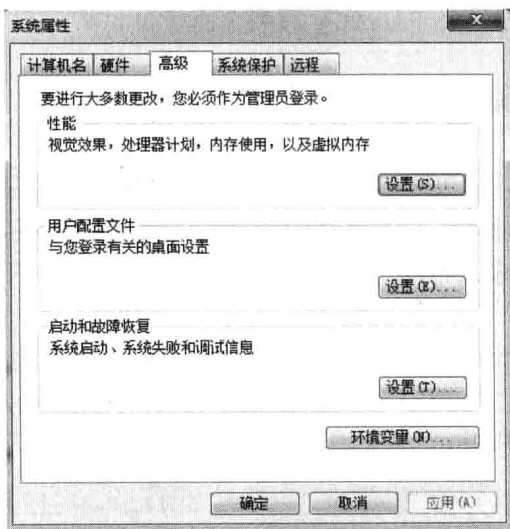 系统属性
计算机名 硬件 高级 系统保护 远程
要进行大多数更改，您必须作为管理员登录。
性能
视觉效果，处理器计划，内存使用，以及虚拟内存
设置(S)...
用户配置文件
与您登录有关的桌面设置
设置(E)...
启动和故障恢复
系统启动、系统失败和调试信息
设置(T)...
环境变量(N)...
确定 取消 应用(A)